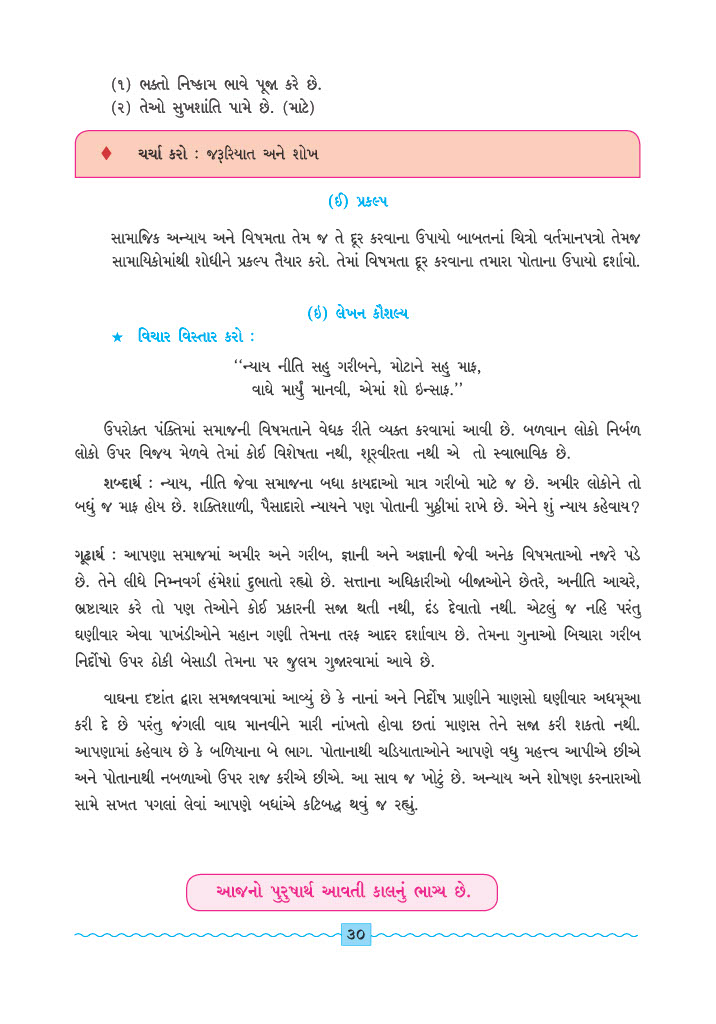 (૧) ભક્તો નિષ્કામ ભાવે પૂજા કરે છે.
(૨) તેઓ સુખશાંતિ પામે છે. (માટે)
♦ ચર્ચા કરો : જરૂરિયાત અને શોખ
(ઈ) પ્રકલ્પ
સામાજિક અન્યાય અને વિષમતા તેમ જ તે દૂર કરવાના ઉપાયો બાબતનાં ચિત્રો વર્તમાનપત્રો તેમજ
સામાયિકોમાંથી શોધીને પ્રકલ્પ તૈયાર કરો. તેમાં વિષમતા દૂર કરવાના તમારા પોતાના ઉપાયો દર્શાવો.
(ઇ) લેખન કૌશલ્ય
★ વિચાર વિસ્તાર કરો :
‘‘ન્યાય નીતિ સહુ ગરીબને, મોટાને સહુ માફ,
વાઘે માર્યું માનવી, એમાં શો ઇન્સાફ.’’
ઉપરોક્ત પંક્તિમાં સમાજની વિષમતાને વેધક રીતે વ્યક્ત કરવામાં આવી છે. બળવાન લોકો નિર્બળ
લોકો ઉપર વિજય મેળવે તેમાં કોઈ વિશેષતા નથી, શૂરવીરતા નથી એ તો સ્વાભાવિક છે.
શબ્દાર્થ : ન્યાય, નીતિ જેવા સમાજના બધા કાયદાઓ માત્ર ગરીબો માટે જ છે. અમીર લોકોને તો
બધું જ માફ હોય છે. શક્તિશાળી, પૈસાદારો ન્યાયને પણ પોતાની મુઠ્ઠીમાં રાખે છે. એને શું ન્યાય કહેવાય?
ગૂઢાર્થ : આપણા સમાજમાં અમીર અને ગરીબ, જ્ઞાની અને અજ્ઞાની જેવી અનેક વિષમતાઓ નજરે પડે
છે. તેને લીધે નિમ્નવર્ગ હંમેશાં દુભાતો રહ્યો છે. સત્તાના અધિકારીઓ બીજાઓને છેતરે, અનીતિ આચરે,
ભ્રષ્ટાચાર કરે તો પણ તેઓને કોઈ પ્રકારની સજા થતી નથી, દંડ દેવાતો નથી. એટલું જ નહિ પરંતુ
ઘણીવાર એવા પાખંડીઓને મહાન ગણી તેમના તરફ આદર દર્શાવાય છે. તેમના ગુનાઓ બિચારા ગરીબ
નિર્દોષો ઉપર ઠોકી બેસાડી તેમના પર જુલમ ગુજારવામાં આવે છે.
વાઘના દૃષ્ટાંત દ્વારા સમજાવવામાં આવ્યું છે કે નાનાં અને નિર્દોષ પ્રાણીને માણસો ઘણીવાર અધમૂઆ
કરી દે છે પરંતુ જંગલી વાઘ માનવીને મારી નાંખતો હોવા છતાં માણસ તેને સજા કરી શકતો નથી.
આપણામાં કહેવાય છે કે બળિયાના બે ભાગ. પોતાનાથી ચડિયાતાઓને આપણે વધુ મહત્ત્વ આપીએ છીએ
અને પોતાનાથી નબળાઓ ઉપર રાજ કરીએ છીએ. આ સાવ જ ખોટું છે. અન્યાય અને શોષણ કરનારાઓ
સામે સખત પગલાં લેવાં આપણે બધાંએ કટિબદ્ધ થવું જ રહ્યું.
આજનો પુરુષાર્થ આવતી કાલનું ભાગ્ય છે.
૩૦